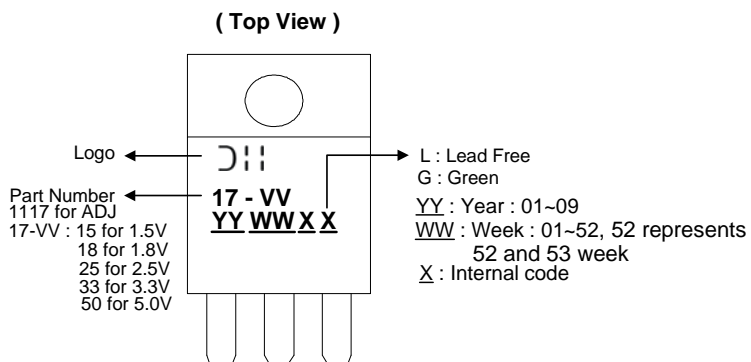 ( Top View )
Logo
Part Number
1117 for ADJ
17-VV : 15 for 1.5V
18 for 1.8V
25 for 2.5V
33 for 3.3V
50 for 5.0V
17 - VV
YY WW X X
L : Lead Free
G : Green
YY : Year : 01~09
WW : Week : 01~52, 52 represents
52 and 53 week
X : Internal code